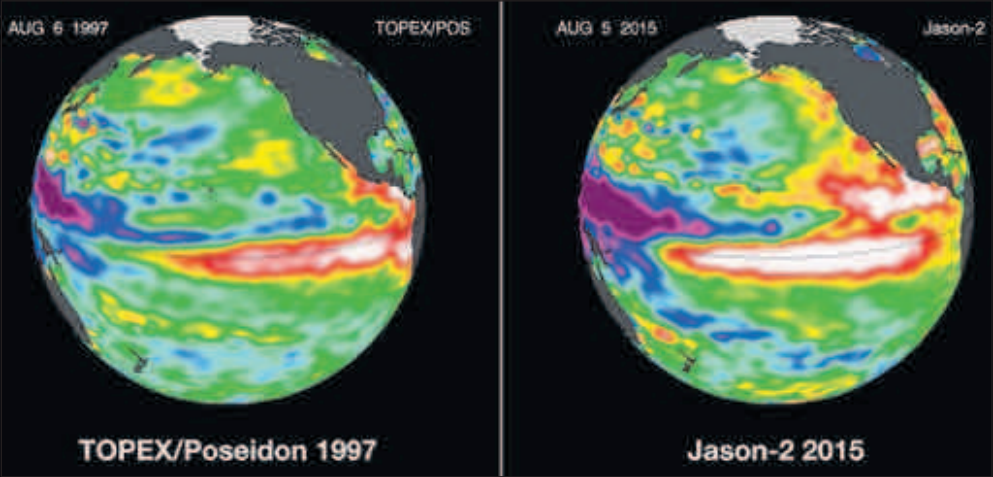 AUG 6 1997
TOPEX/POS
TOPEX/Poseidon 1997
AUG 5 2015
Jason-2
Jason-2 2015